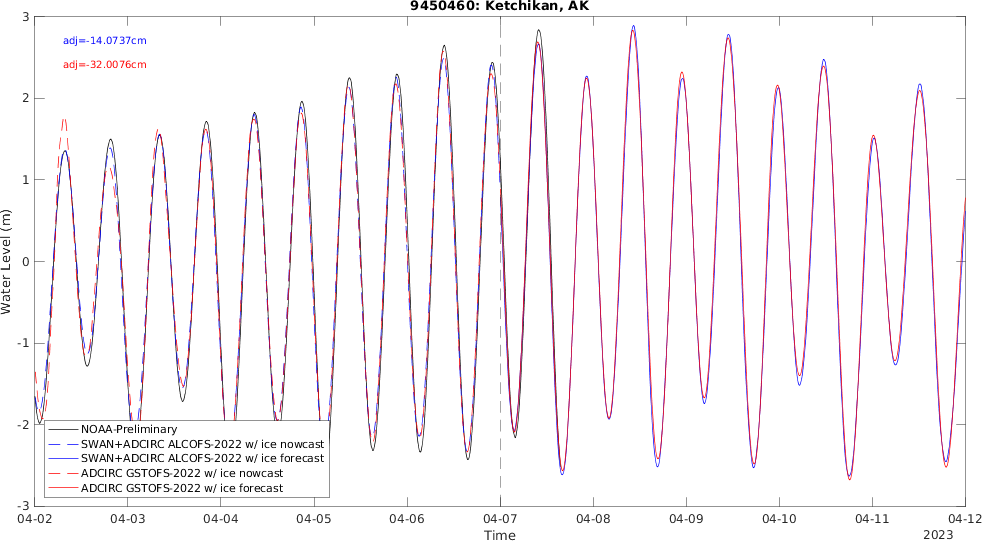 9450460: Ketchikan, AK
adj=-14.0737cm
adj=-32.0076cm
3
2
1
0
-1
-2
-3
Water Level (m)
NOAA-Preliminary
SWAN+ADCIRC ALCOFS-2022 w/ ice nowcast
SWAN+ADCIRC ALCOFS-2022 w/ ice forecast
ADCIRC GSTOFS-2022 w/ ice nowcast
ADCIRC GSTOFS-2022 w/ ice forecast
04-02 04-03 04-04 04-05 04-06 04-07 04-08 04-09 04-10 04-11 04-12
Time
2023